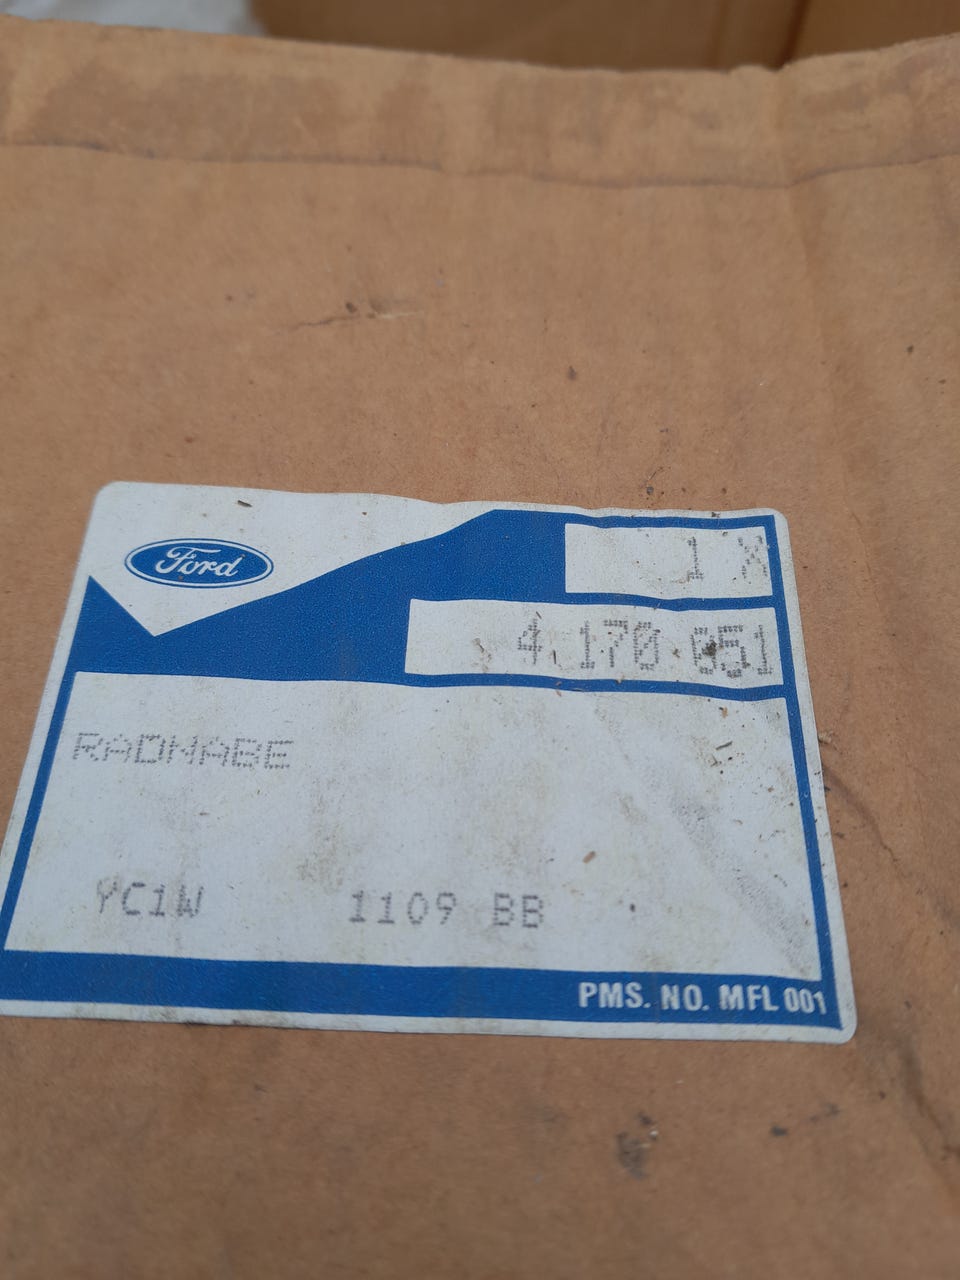 Ford
1 X
4 170 651
RADNABE
YC1W 1109 BB
PMS. NO. MFL 001